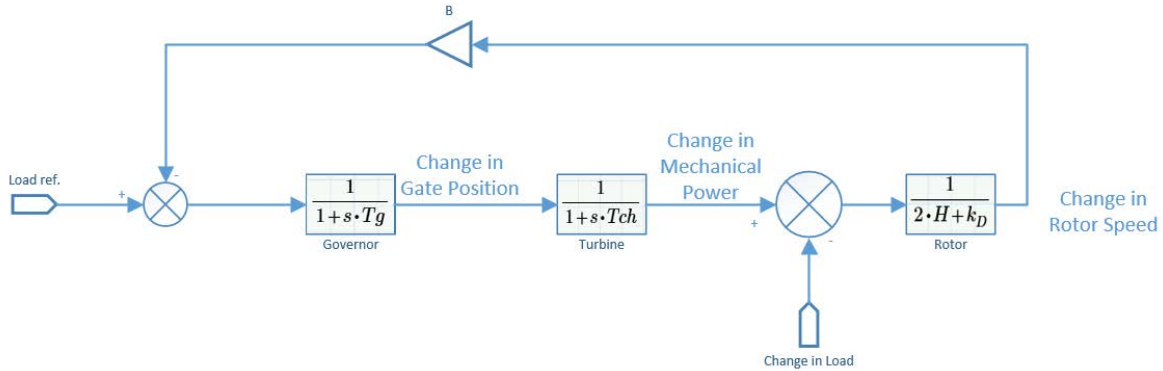 B
Load ref.
+
-
1
1+s·Tg
Governor
Change in
Gate Position
1
1+s·Tch
Turbine
Change in
Mechanical
Power
+
-
1
2·H+k_D
Rotor
Change in
Rotor Speed
Change in Load